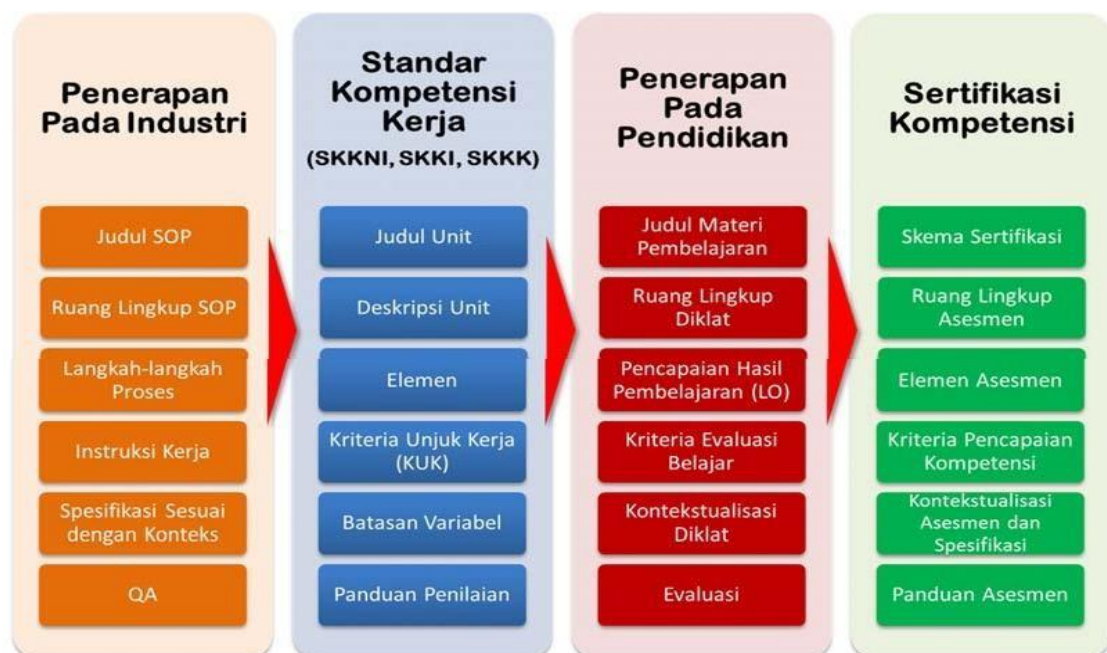 Penerapan
Pada Industri
Judul SOP
Ruang Lingkup SOP
Langkah-langkah
Proses
Instruksi Kerja
Spesifikasi Sesuai
dengan Konteks
QA
Standar
Kompetensi
Kerja
(SKKNI, SKKI, SKKK)
Judul Unit
Deskripsi Unit
Elemen
Kriteria Unjuk Kerja
(KUK)
Batasan Variabel
Panduan Penilaian
Penerapan
Pada
Pendidikan
Judul Materi
Pembelajaran
Ruang Lingkup
Diklat
Pencapaian Hasil
Pembelajaran (LO)
Kriteria Evaluasi
Belajar
Kontekstualisasi
Diklat
Evaluasi
Sertifikasi
Kompetensi
Skema Sertifikasi
Ruang Lingkup
Asesmen
Elemen Asesmen
Kriteria Pencapaian
Kompetensi
Kontekstualisasi
Asesmen dan
Spesifikasi
Panduan Asesmen